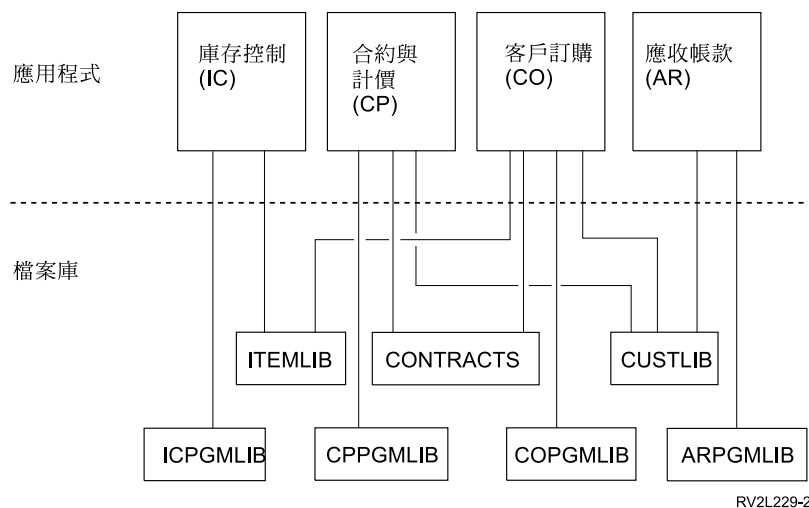 應用程式
庫存控制
(IC)
合約與
計價
(CP)
客戶訂購
(CO)
應收帳款
(AR)
檔案庫
ITEMLIB
CONTRACTS
CUSTLIB
ICPGMLIB
CPPGMLIB
COPGMLIB
ARPGMLIB
RV2L229-2